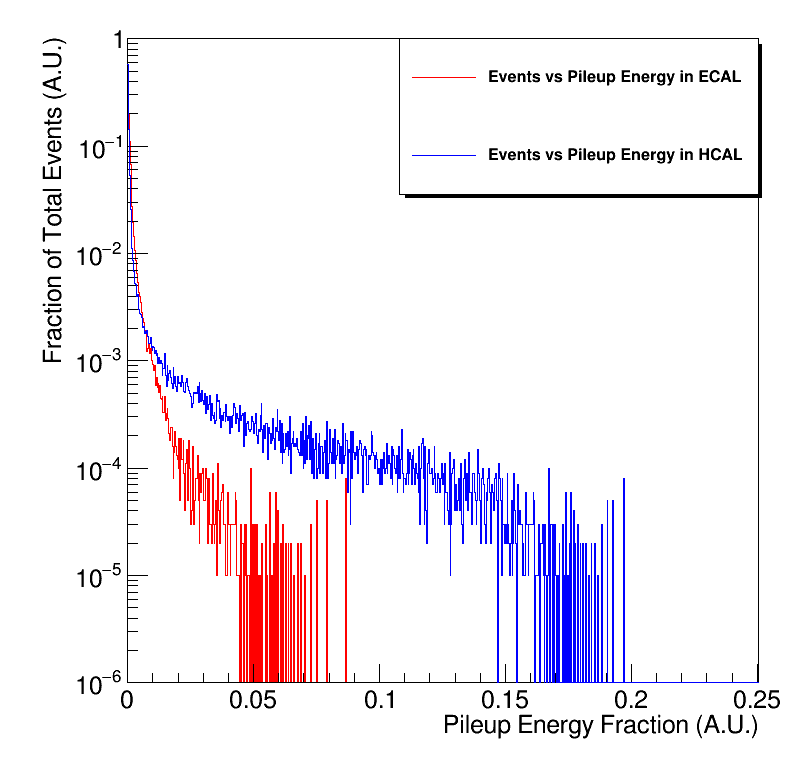 Events vs Pileup Energy in ECAL
Events vs Pileup Energy in HCAL
Fraction of Total Events (A.U.)
1
10⁻¹
10⁻²
10⁻³
10⁻⁴
10⁻⁵
10⁻⁶
0 0.05 0.1 0.15 0.2 0.25
Pileup Energy Fraction (A.U.)